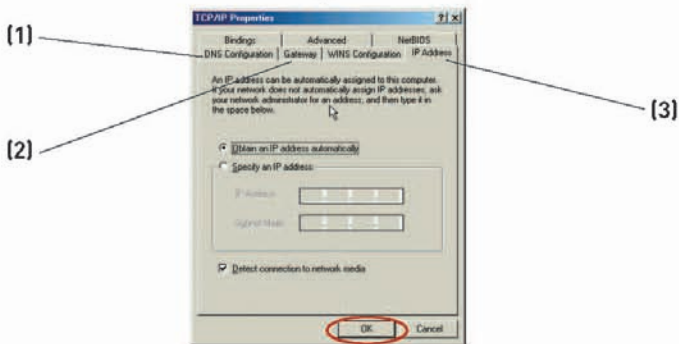 TCP/IP Properties
Bindings Advanced NetBIOS
DNS Configuration Gateway WINS Configuration IP Address
An IP address can be automatically assigned to this computer.
If your network does not automatically assign IP addresses, ask
your network administrator for an address, and then type it in
the space below.
Obtain an IP address automatically
Specify an IP address:
IP Address:
Subnet Mask:
Detect connection to network media
OK Cancel
(1)
(2)
(3)